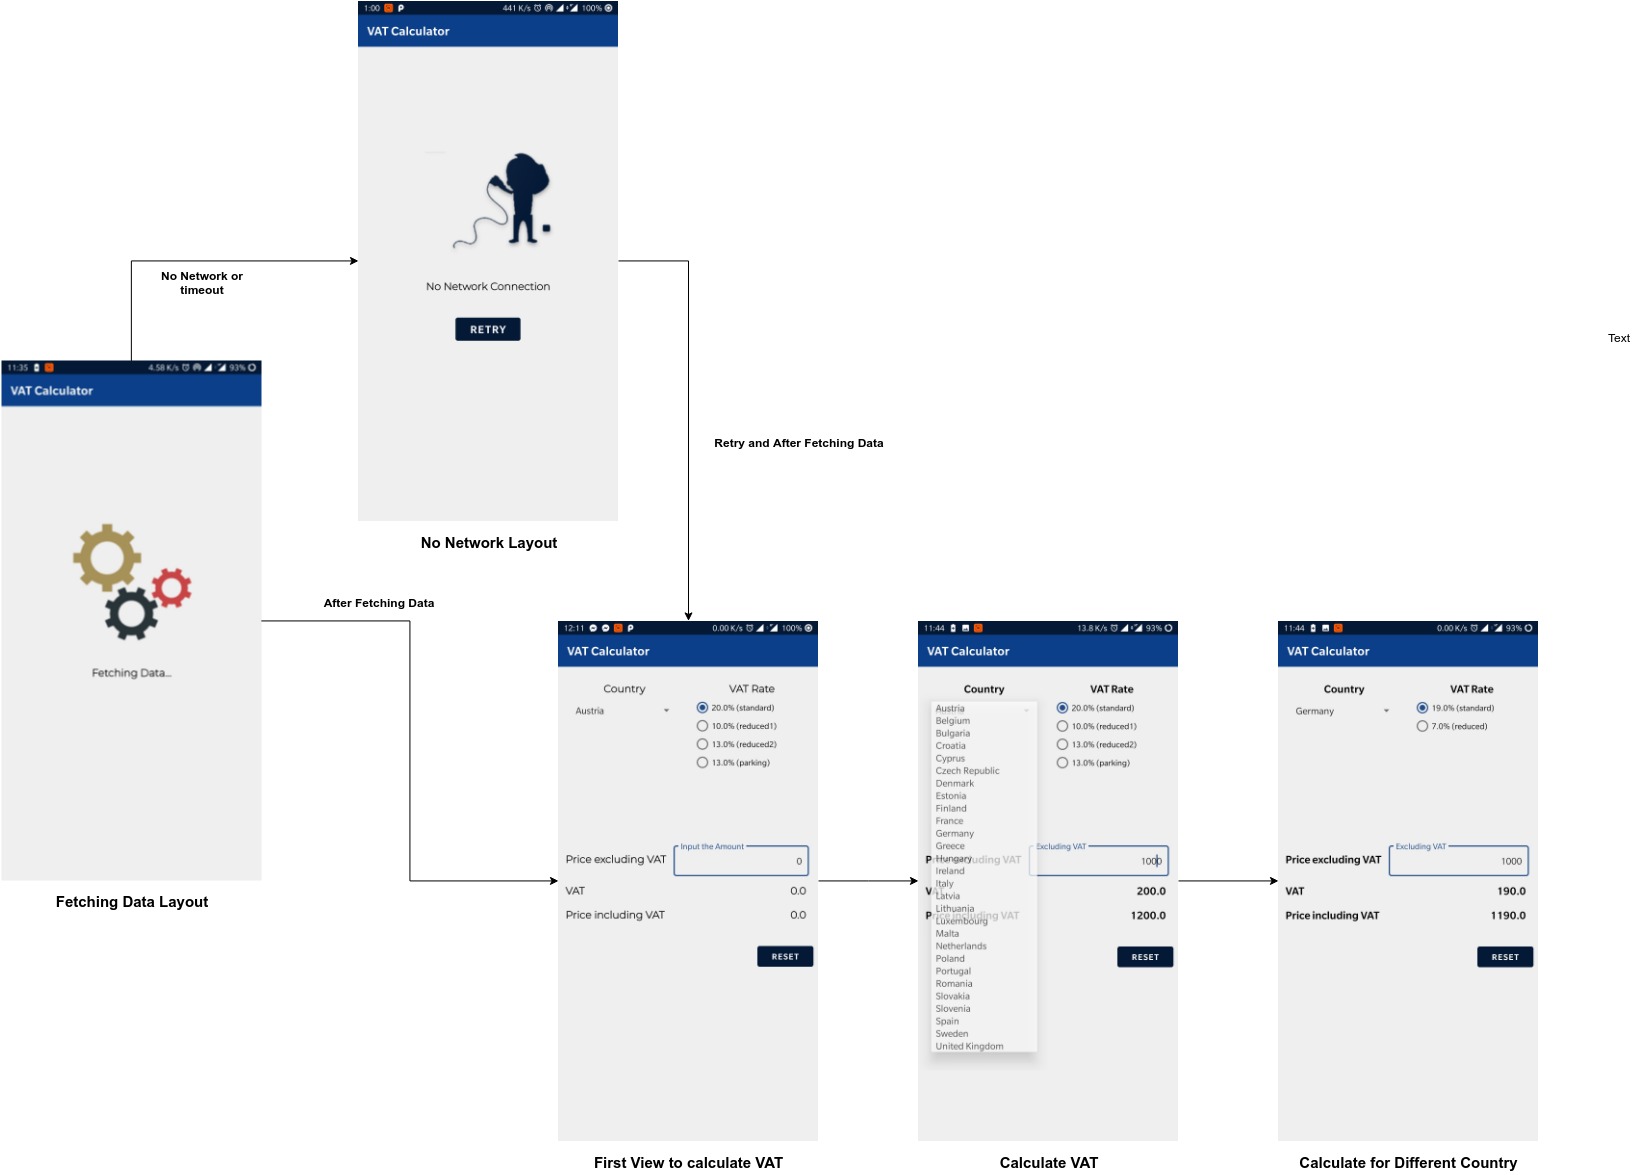 1:00
441 K/s
100%
VAT Calculator
No Network Connection
RETRY
No Network Layout
No Network or
timeout
Text
11:35
4.58 K/s
93%
VAT Calculator
Fetching Data...
Fetching Data Layout
Retry and After Fetching Data
After Fetching Data
12:11
0.00 K/s
100%
VAT Calculator
Country
VAT Rate
Austria
20.0% (standard)
10.0% (reduced1)
13.0% (reduced2)
13.0% (parking)
Input the Amount
Price excluding VAT
0
VAT
0.0
Price including VAT
0.0
RESET
First View to calculate VAT
11:44
13.8 K/s
93%
VAT Calculator
Country
VAT Rate
Austria
Belgium
Bulgaria
Croatia
Cyprus
Czech Republic
Denmark
Estonia
Finland
France
Germany
Greece
Hungary
Ireland
Italy
Latvia
Lithuania
Luxembourg
Malta
Netherlands
Poland
Portugal
Romania
Slovakia
Slovenia
Spain
Sweden
United Kingdom
20.0% (standard)
10.0% (reduced1)
13.0% (reduced2)
13.0% (parking)
Excluding VAT
Price excluding VAT
1000
VAT
200.0
Price including VAT
1200.0
RESET
Calculate VAT
11:44
0.00 K/s
93%
VAT Calculator
Country
VAT Rate
Germany
19.0% (standard)
7.0% (reduced)
Excluding VAT
Price excluding VAT
1000
VAT
190.0
Price including VAT
1190.0
RESET
Calculate for Different Country